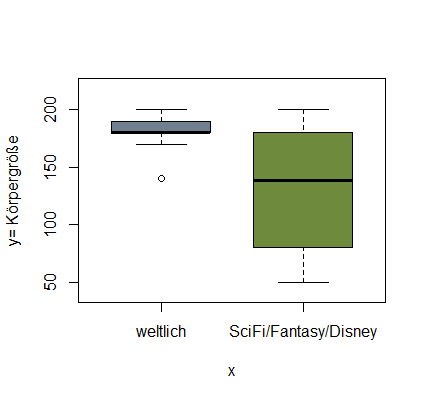 y= Körpergröße
200
150
100
50
weltlich
SciFi/Fantasy/Disney
x